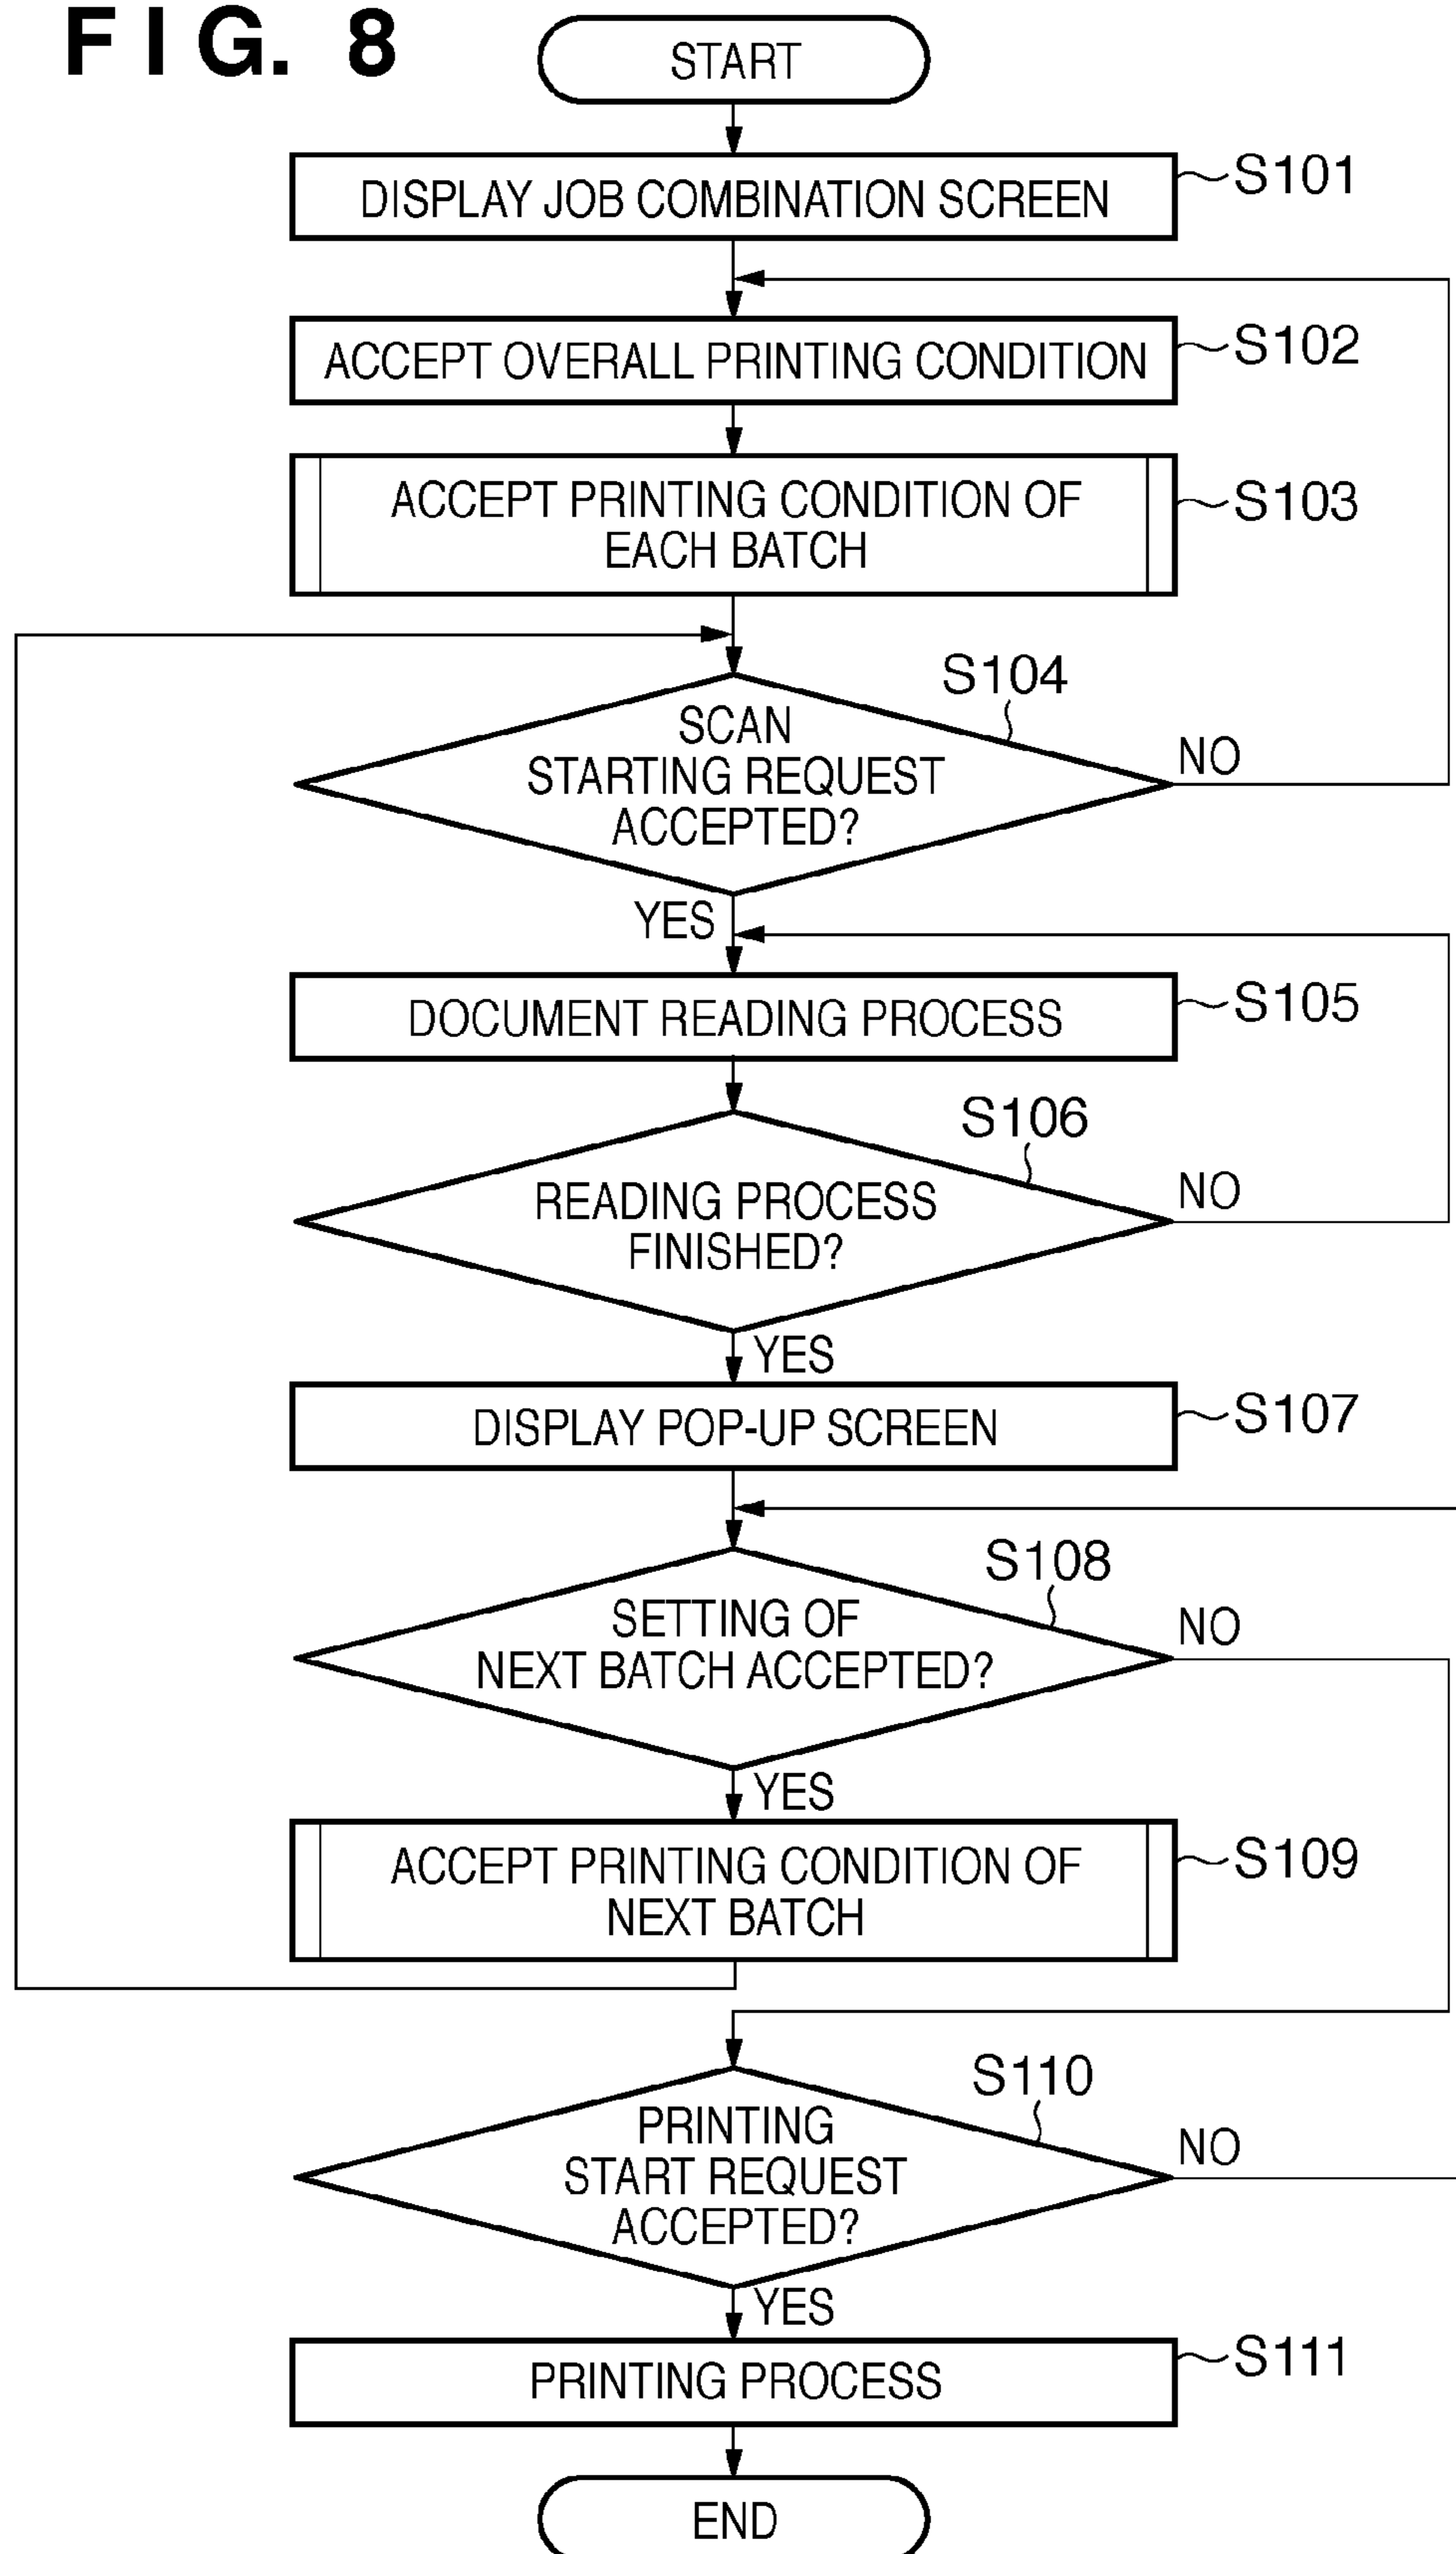 FIG. 8
START
DISPLAY JOB COMBINATION SCREEN
S101
ACCEPT OVERALL PRINTING CONDITION
S102
ACCEPT PRINTING CONDITION OF
EACH BATCH
S103
S104
SCAN
STARTING REQUEST
ACCEPTED?
NO
YES
DOCUMENT READING PROCESS
S105
S106
READING PROCESS
FINISHED?
NO
YES
DISPLAY POP-UP SCREEN
S107
S108
SETTING OF
NEXT BATCH ACCEPTED?
NO
YES
ACCEPT PRINTING CONDITION OF
NEXT BATCH
S109
S110
PRINTING
START REQUEST
ACCEPTED?
NO
YES
PRINTING PROCESS
S111
END